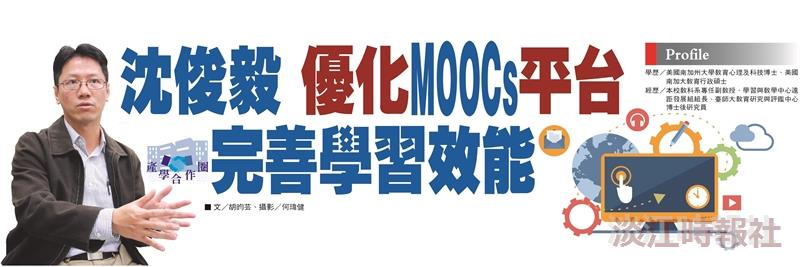 沈俊毅 優化MOOCs平台
完善學習效能
產學合作圈
■ 文／胡昀芸、攝影／何瑋健
Profile
學歷／美國南加州大學教育心理及科技博士、美國
南加大教育行政碩士
經歷／本校教科系專任副教授、學習與教學中心遠
距發展組組長、臺師大教育研究與評鑑中心
博士後研究員
淡江時報社